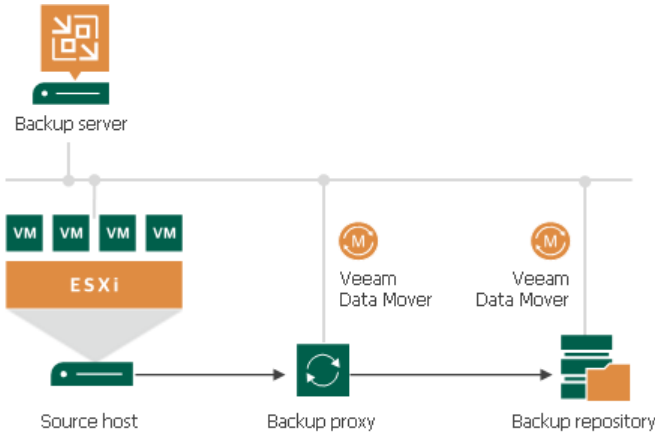 Backup server
VM VM VM VM
ESXi
M M
Veeam Veeam
Data Mover Data Mover
Source host Backup proxy Backup repository